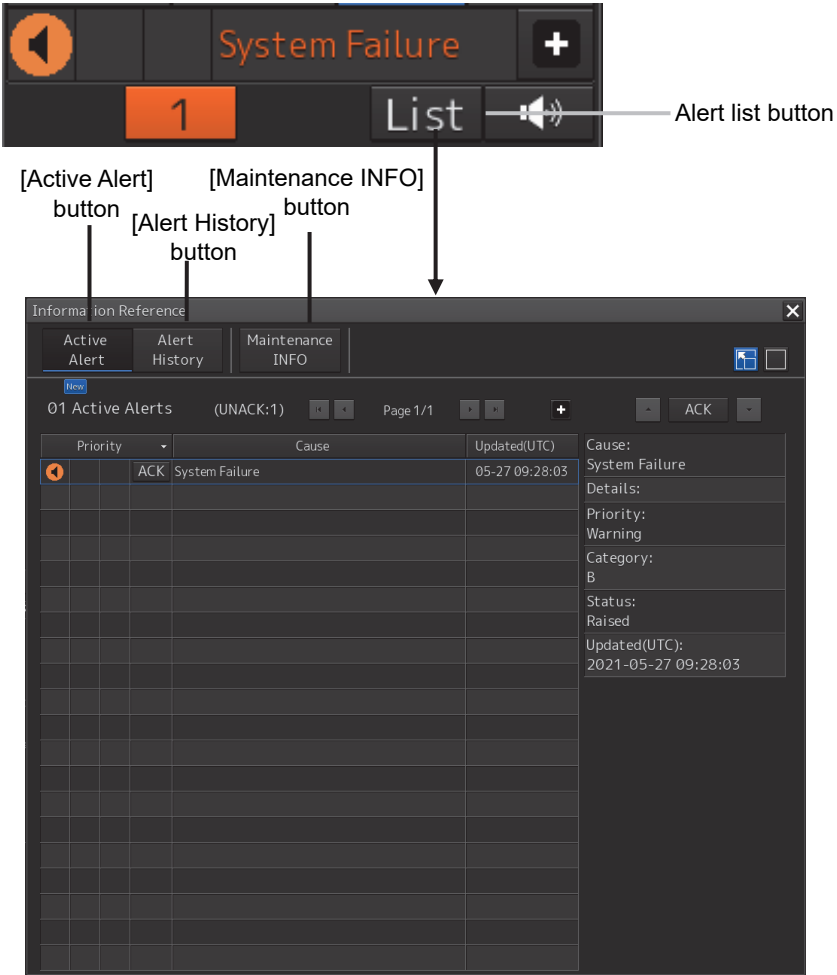 System Failure
1
List
Alert list button
[Active Alert]
button
[Maintenance INFO]
button
[Alert History]
button
Information Reference
Active
Alert
Alert
History
Maintenance
INFO
New
01 Active Alerts (UNACK:1) Page 1/1 ACK
Priority Cause Updated(UTC)
ACK System Failure 05-27 09:28:03
Cause:
System Failure
Details:
Priority:
Warning
Category:
B
Status:
Raised
Updated(UTC):
2021-05-27 09:28:03